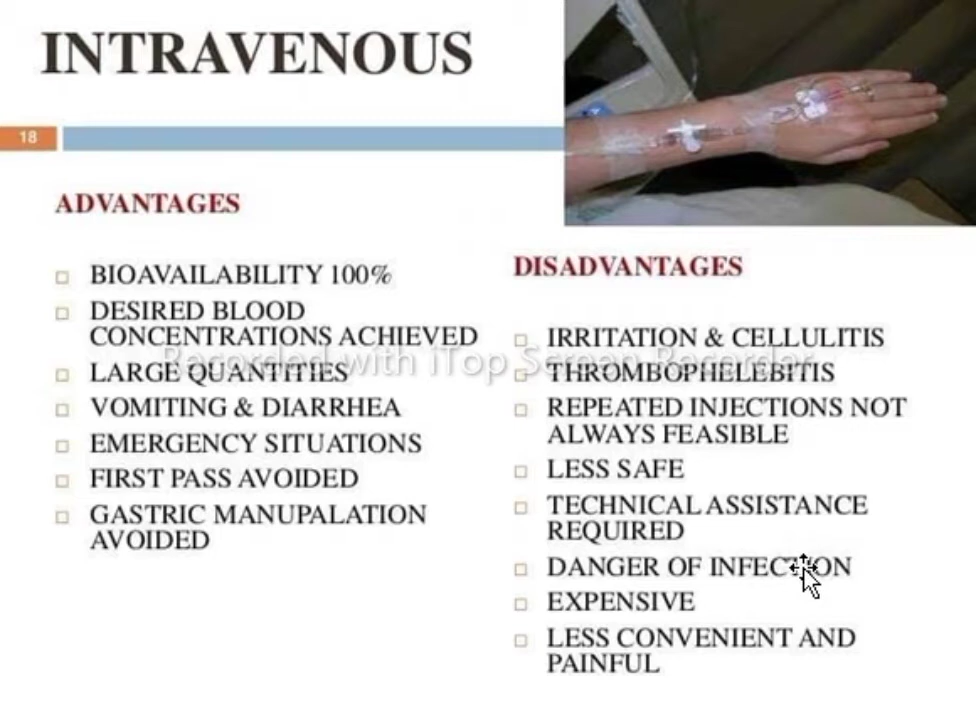 INTRAVENOUS
18
ADVANTAGES
BIOAVAILABILITY 100%
DESIRED BLOOD
CONCENTRATIONS ACHIEVED
LARGE QUANTITIES
VOMITING & DIARRHEA
EMERGENCY SITUATIONS
FIRST PASS AVOIDED
GASTRIC MANUPALATION
AVOIDED
DISADVANTAGES
IRRITATION & CELLULITIS
THROMBOPHELEBITIS
REPEATED INJECTIONS NOT
ALWAYS FEASIBLE
LESS SAFE
TECHNICAL ASSISTANCE
REQUIRED
DANGER OF INFECTION
EXPENSIVE
LESS CONVENIENT AND
PAINFUL
Recorded with iTop Screen Recorder